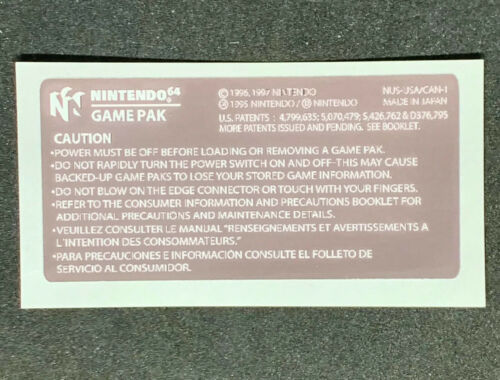 NINTENDO 64
GAME PAK
© 1996, 1997 NINTENDO
Ⓐ 1995 NINTENDO / Ⓑ NINTENDO
NUS-USA/CAN-1
MADE IN JAPAN
U.S. PATENTS : 4,799,635; 5,070,479; 5,426,762 & D376,795
MORE PATENTS ISSUED AND PENDING. SEE BOOKLET.
CAUTION
•POWER MUST BE OFF BEFORE LOADING OR REMOVING A GAME PAK.
•DO NOT RAPIDLY TURN THE POWER SWITCH ON AND OFF-THIS MAY CAUSE
BACKED-UP GAME PAKS TO LOSE YOUR STORED GAME INFORMATION.
•DO NOT BLOW ON THE EDGE CONNECTOR OR TOUCH WITH YOUR FINGERS.
•REFER TO THE CONSUMER INFORMATION AND PRECAUTIONS BOOKLET FOR
ADDITIONAL PRECAUTIONS AND MAINTENANCE DETAILS.
•VEUILLEZ CONSULTER LE MANUAL "RENSEIGNEMENTS ET AVERTISSEMENTS A
L'INTENTION DES CONSOMMATEURS."
•PARA PRECAUCIONES E INFORMACIÓN CONSULTE EL FOLLETO DE
SERVICIO AL CONSUMIDOR.